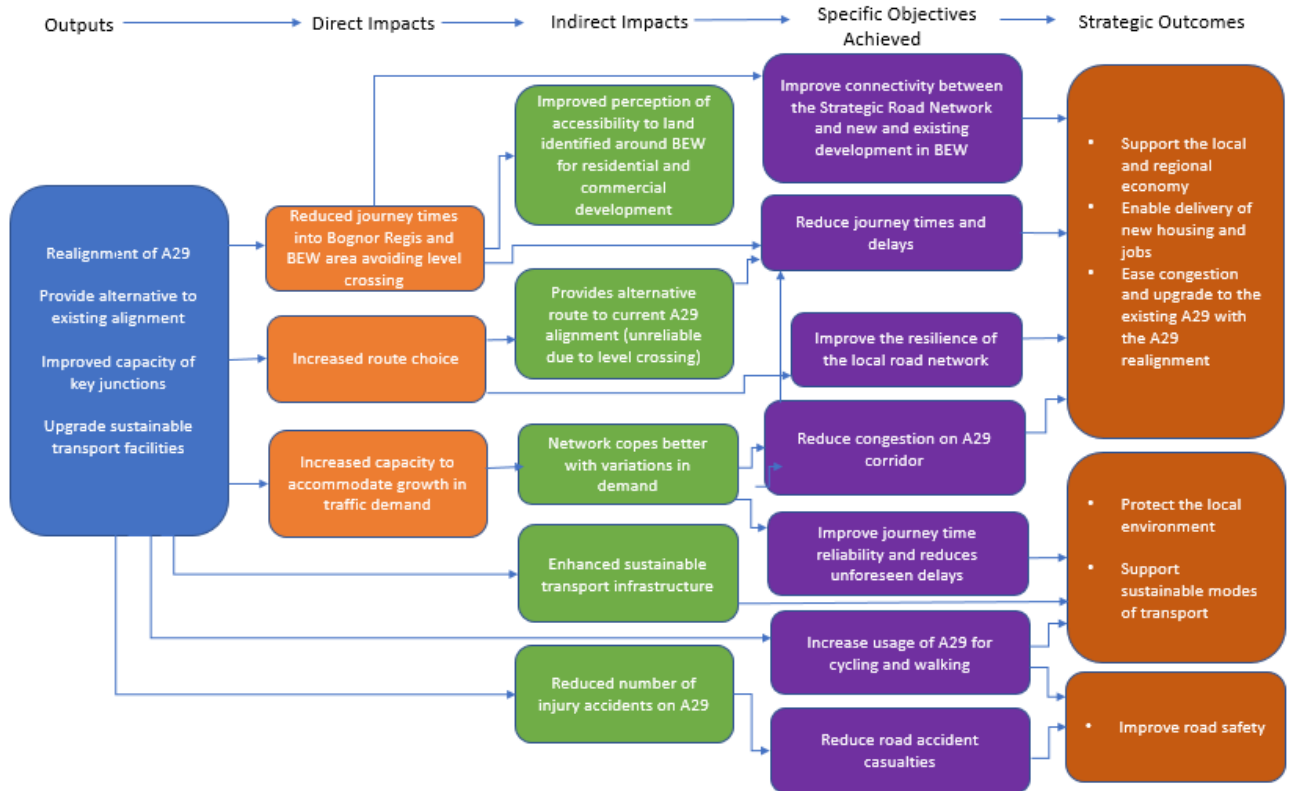 Outputs
Direct Impacts
Indirect Impacts
Specific Objectives
Achieved
Strategic Outcomes
Realignment of A29
Provide alternative to
existing alignment
Improved capacity of
key junctions
Upgrade sustainable
transport facilities
Reduced journey times
into Bognor Regis and
BEW area avoiding level
crossing
Increased route choice
Increased capacity to
accommodate growth in
traffic demand
Improved perception of
accessibility to land
identified around BEW
for residential and
commercial
development
Provides alternative
route to current A29
alignment (unreliable
due to level crossing)
Network copes better
with variations in
demand
Enhanced sustainable
transport infrastructure
Reduced number of
injury accidents on A29
Improve connectivity between
the Strategic Road Network
and new and existing
development in BEW
Reduce journey times and
delays
Improve the resilience of
the local road network
Reduce congestion on A29
corridor
Improve journey time
reliability and reduces
unforeseen delays
Increase usage of A29 for
cycling and walking
Reduce road accident
casualties
▪ Support the local
and regional
economy
▪ Enable delivery of
new housing and
jobs
▪ Ease congestion
and upgrade to the
existing A29 with
the A29
realignment
• Protect the local
environment
• Support
sustainable modes
of transport
• Improve road safety